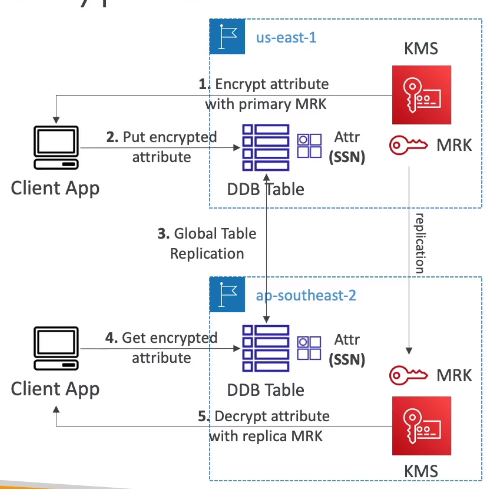 us-east-1
KMS
1. Encrypt attribute
with primary MRK
2. Put encrypted
attribute
Attr
(SSN)
MRK
Client App
DDB Table
3. Global Table
Replication
replication
ap-southeast-2
4. Get encrypted
attribute
Attr
(SSN)
MRK
Client App
DDB Table
5. Decrypt attribute
with replica MRK
KMS